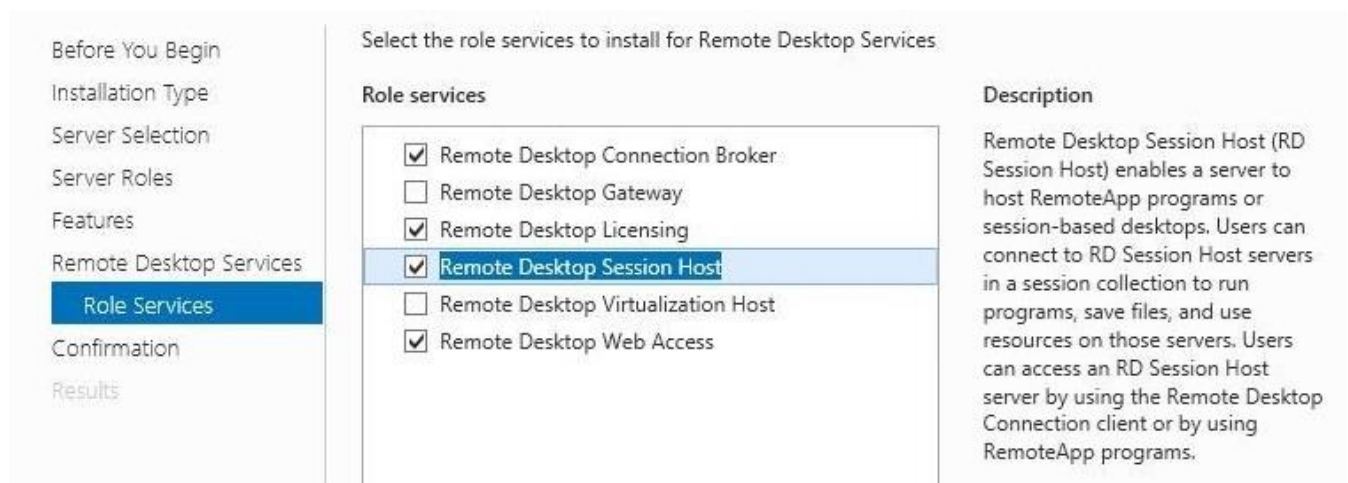 Before You Begin
Installation Type
Server Selection
Server Roles
Features
Remote Desktop Services
Role Services
Confirmation
Results
Select the role services to install for Remote Desktop Services
Role services
Remote Desktop Connection Broker
Remote Desktop Gateway
Remote Desktop Licensing
Remote Desktop Session Host
Remote Desktop Virtualization Host
Remote Desktop Web Access
Description
Remote Desktop Session Host (RD
Session Host) enables a server to
host RemoteApp programs or
session-based desktops. Users can
connect to RD Session Host servers
in a session collection to run
programs, save files, and use
resources on those servers. Users
can access an RD Session Host
server by using the Remote Desktop
Connection client or by using
RemoteApp programs.